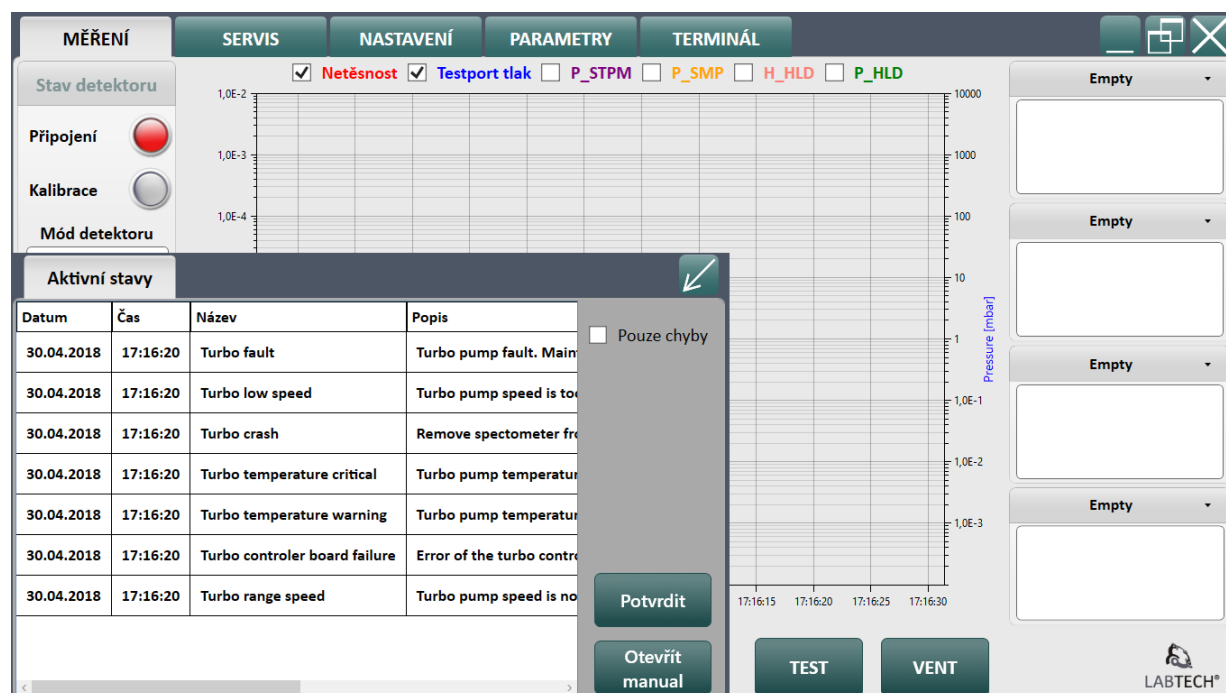 MĚŘENÍ SERVIS NASTAVENÍ PARAMETRY TERMINÁL
Stav detektoru
Připojení
Kalibrace
Mód detektoru
Netěsnost Testport tlak P_STPM P_SMP H_HLD P_HLD
1,0E-2
1,0E-3
1,0E-4
10000
1000
100
10
1
1,0E-1
1,0E-2
1,0E-3
Pressure [mbar]
17:16:15 17:16:20 17:16:25 17:16:30
Empty
Empty
Empty
Empty
Aktivní stavy
Datum Čas Název Popis
30.04.2018 17:16:20 Turbo fault Turbo pump fault.
30.04.2018 17:16:20 Turbo low speed Turbo pump speed is
30.04.2018 17:16:20 Turbo crash Remove spectometer
30.04.2018 17:16:20 Turbo temperature critical Turbo pump
30.04.2018 17:16:20 Turbo temperature warning Turbo pump
30.04.2018 17:16:20 Turbo controler board failure Error of the turbo
30.04.2018 17:16:20 Turbo range speed Turbo pump speed is
Pouze chyby
Potvrdit
Otevřít
manual
TEST VENT
LABTECH®